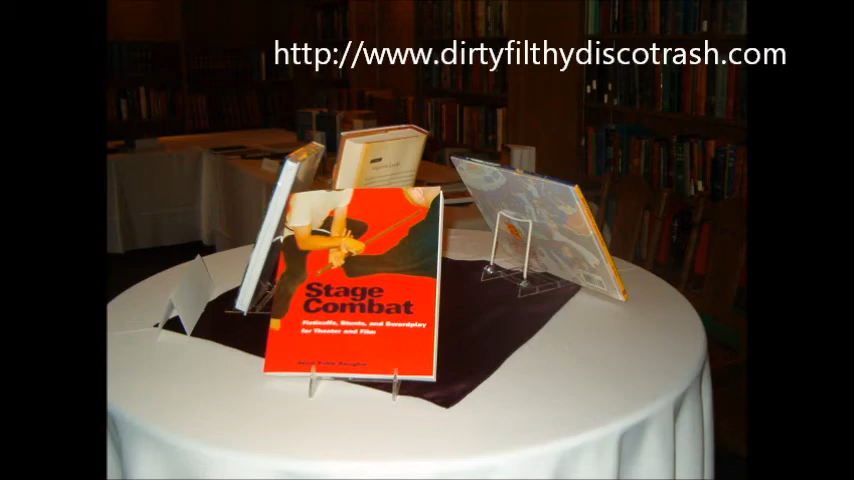 http://www.dirtyfilthydiscotrash.com
Stage
Combat
Fisticuffs, Stunts, and Swordplay
for Theater and Film